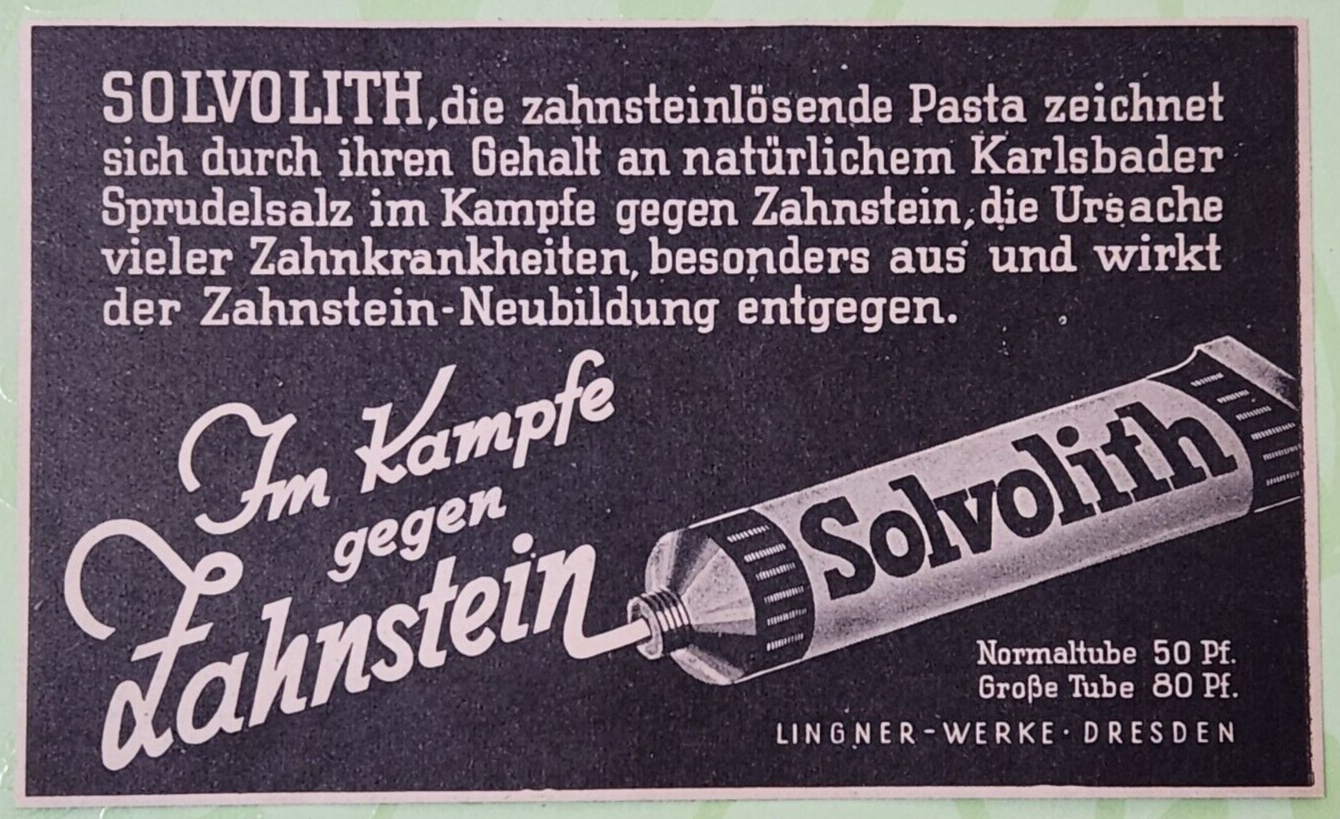 SOLVOLITH, die zahnsteinlösende Pasta zeichnet
sich durch ihren Gehalt an natürlichem Karlsbader
Sprudelsalz im Kampfe gegen Zahnstein, die Ursache
vieler Zahnkrankheiten, besonders aus und wirkt
der Zahnstein-Neubildung entgegen.
Im Kampfe
gegen
Zahnstein
Solvolith
Normaltube 50 Pf.
Große Tube 80 Pf.
LINGNER-WERKE · DRESDEN